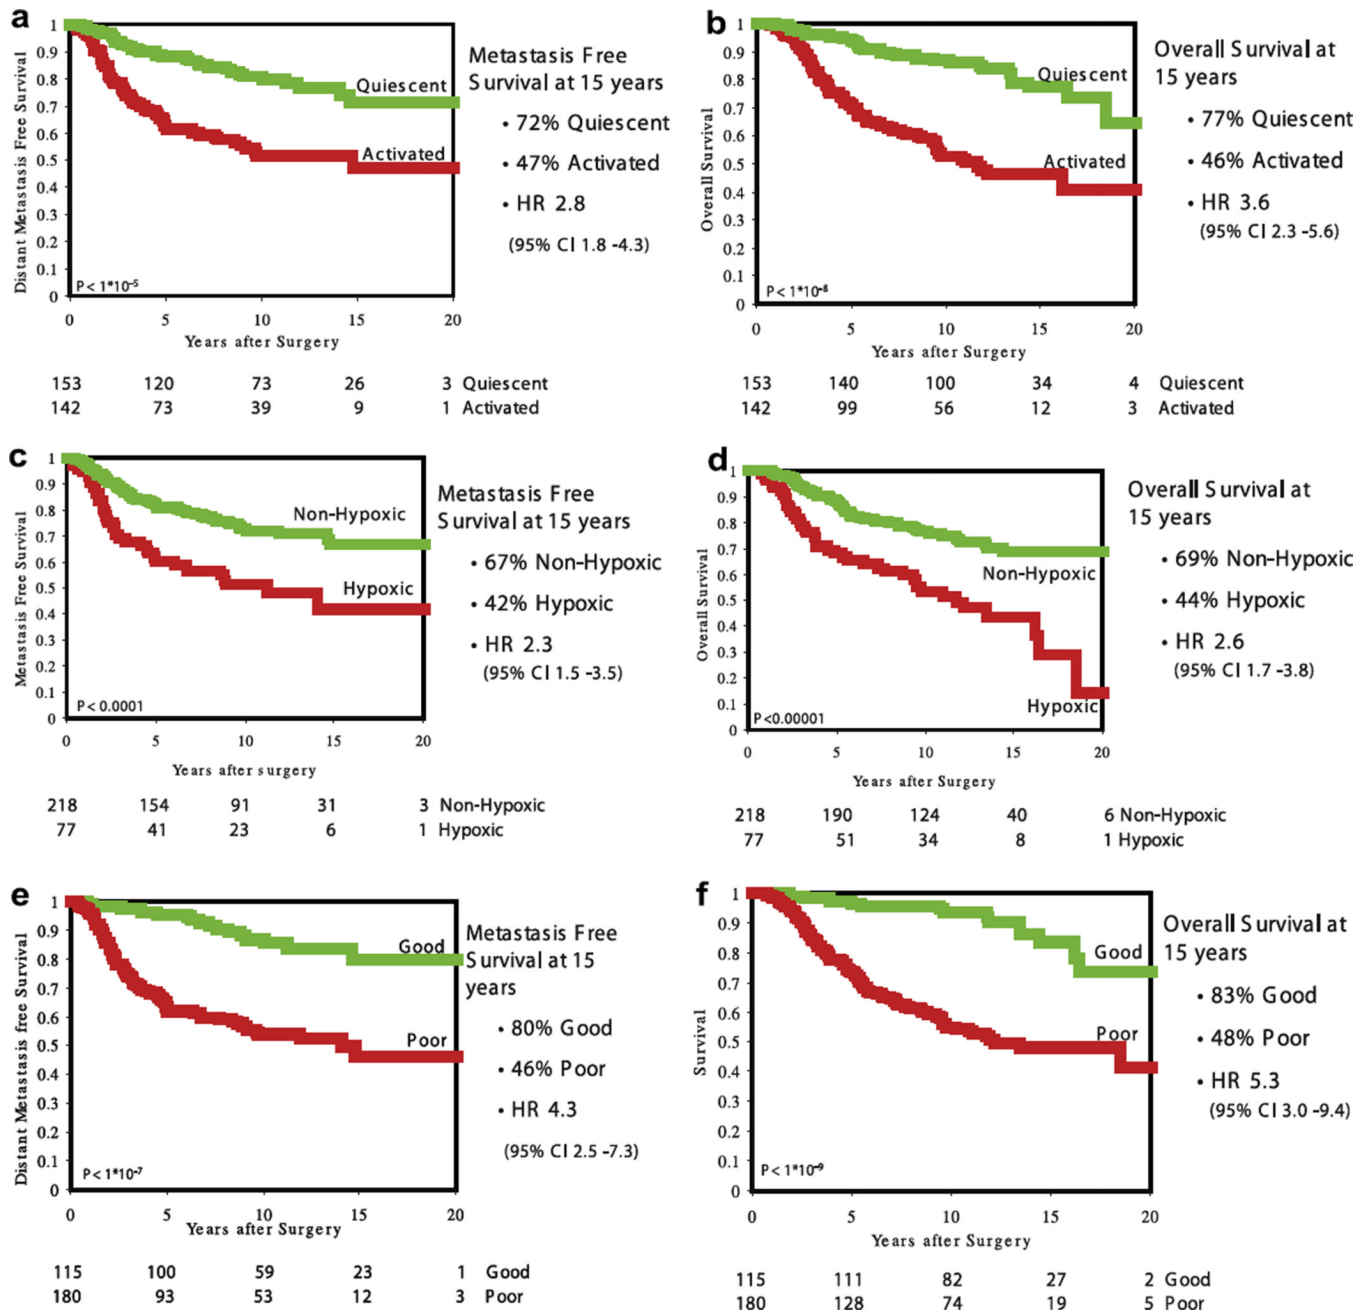 a
Distant Metastasis Free Survival
1
0.9
0.8
0.7
0.6
0.5
0.4
0.3
0.2
0.1
0
Quiescent
Activated
P < 1*10-5
0 5 10 15 20
Years after Surgery
153 120 73 26 3 Quiescent
142 73 39 9 1 Activated
Metastasis Free
Survival at 15 years
• 72% Quiescent
• 47% Activated
• HR 2.8
(95% CI 1.8 -4.3)
b
Overall Survival
1
0.9
0.8
0.7
0.6
0.5
0.4
0.3
0.2
0.1
0
Quiescent
Activated
P < 1*10-8
0 5 10 15 20
Years after Surgery
153 140 100 34 4 Quiescent
142 99 56 12 3 Activated
Overall Survival at
15 years
• 77% Quiescent
• 46% Activated
• HR 3.6
(95% CI 2.3 -5.6)
c
Metastasis Free Survival
1
0.9
0.8
0.7
0.6
0.5
0.4
0.3
0.2
0.1
0
Non-Hypoxic
Hypoxic
P < 0.0001
0 5 10 15 20
Years after surgery
218 154 91 31 3 Non-Hypoxic
77 41 23 6 1 Hypoxic
Metastasis Free
Survival at 15 years
• 67% Non-Hypoxic
• 42% Hypoxic
• HR 2.3
(95% CI 1.5 -3.5)
d
Overall Survival
1
0.9
0.8
0.7
0.6
0.5
0.4
0.3
0.2
0.1
0
Non-Hypoxic
Hypoxic
P<0.00001
0 5 10 15 20
Years after Surgery
218 190 124 40 6 Non-Hypoxic
77 51 34 8 1 Hypoxic
Overall Survival at
15 years
• 69% Non-Hypoxic
• 44% Hypoxic
• HR 2.6
(95% CI 1.7 -3.8)
e
Distant Metastasis free Survival
1
0.9
0.8
0.7
0.6
0.5
0.4
0.3
0.2
0.1
0
Good
Poor
P < 1*10-7
0 5 10 15 20
Years after Surgery
115 100 59 23 1 Good
180 93 53 12 3 Poor
Metastasis Free
Survival at 15
years
• 80% Good
• 46% Poor
• HR 4.3
(95% CI 2.5 -7.3)
f
Survival
1
0.9
0.8
0.7
0.6
0.5
0.4
0.3
0.2
0.1
0
Good
Poor
P < 1*10-9
0 5 10 15 20
Years after Surgery
115 111 82 27 2 Good
180 128 74 19 5 Poor
Overall Survival at
15 years
• 83% Good
• 48% Poor
• HR 5.3
(95% CI 3.0 -9.4)